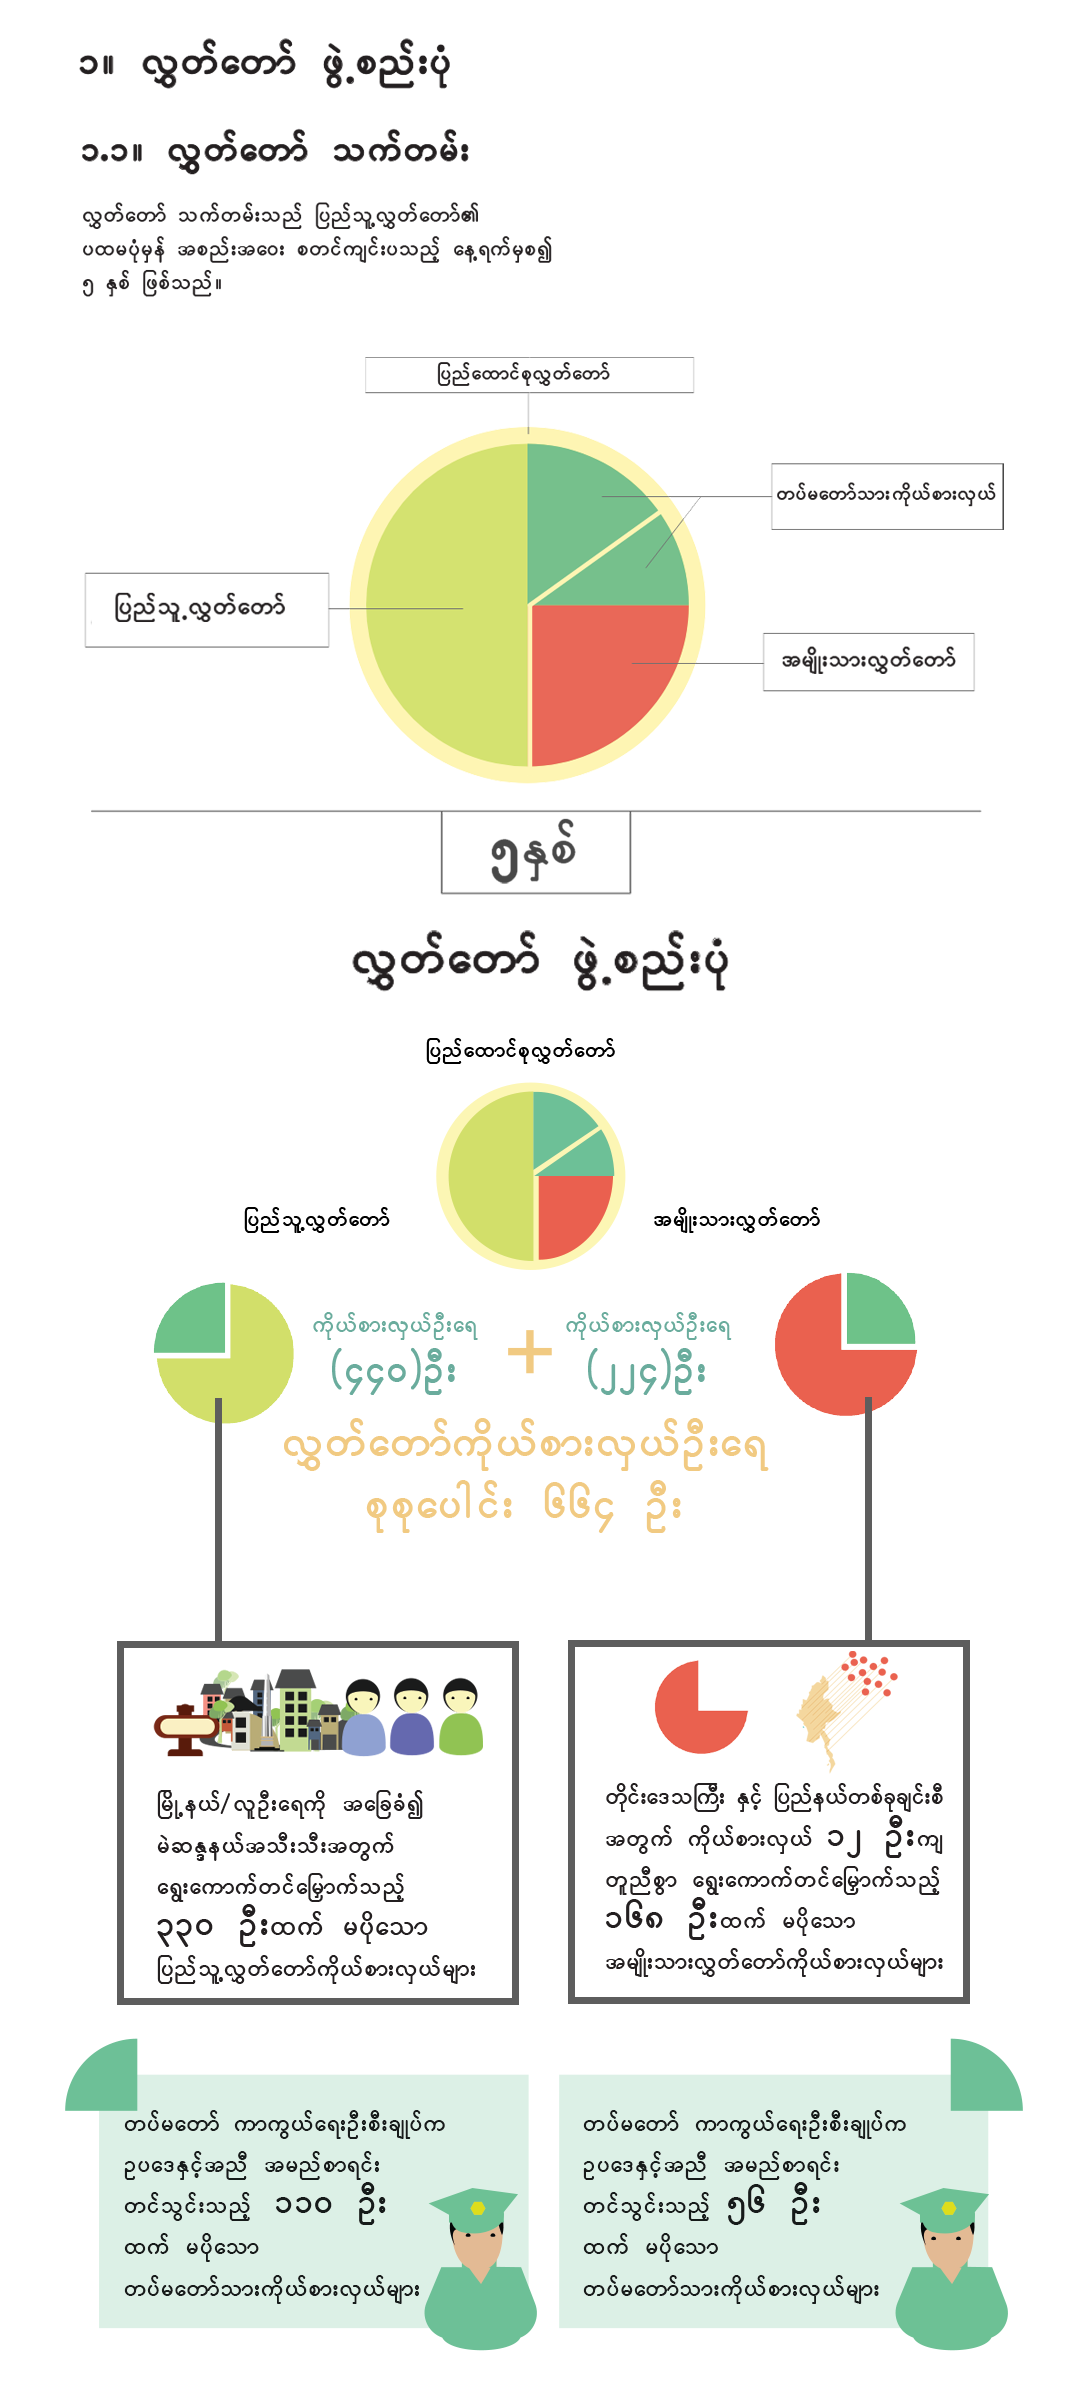 ၁။ လွှတ်တော် ဖွဲ့စည်းပုံ
၁.၁။ လွှတ်တော် သက်တမ်း
လွှတ်တော် သက်တမ်းသည် ပြည်သူ့လွှတ်တော်၏
ပထမပုံမှန် အစည်းအဝေး စတင်ကျင်းပသည့် နေ့ရက်မှစ၍
၅ နှစ် ဖြစ်သည်။
ပြည်ထောင်စုလွှတ်တော်
တပ်မတော်သားကိုယ်စားလှယ်
ပြည်သူ့လွှတ်တော်
အမျိုးသားလွှတ်တော်
၅နှစ်
လွှတ်တော် ဖွဲ့စည်းပုံ
ပြည်ထောင်စုလွှတ်တော်
ပြည်သူ့လွှတ်တော်
အမျိုးသားလွှတ်တော်
ကိုယ်စားလှယ်ဦးရေ
(၄၄၀)ဦး
+
ကိုယ်စားလှယ်ဦးရေ
(၂၂၄)ဦး
လွှတ်တော်ကိုယ်စားလှယ်ဦးရေ
စုစုပေါင်း ၆၆၄ ဦး
မြို့နယ်/လူဦးရေကို အခြေခံ၍
မဲဆန္ဒနယ်အသီးသီးအတွက်
ရွေးကောက်တင်မြှောက်သည့်
၃၃၀ ဦးထက် မပိုသော
ပြည်သူ့လွှတ်တော်ကိုယ်စားလှယ်များ
တိုင်းဒေသကြီး နှင့် ပြည်နယ်တစ်ခုချင်းစီ
အတွက် ကိုယ်စားလှယ် ၁၂ ဦးကျ
တူညီစွာ ရွေးကောက်တင်မြှောက်သည့်
၁၆၈ ဦးထက် မပိုသော
အမျိုးသားလွှတ်တော်ကိုယ်စားလှယ်များ
တပ်မတော် ကာကွယ်ရေးဦးစီးချုပ်က
ဥပဒေနှင့်အညီ အမည်စာရင်း
တင်သွင်းသည့် ၁၁၀ ဦး
ထက် မပိုသော
တပ်မတော်သားကိုယ်စားလှယ်များ
တပ်မတော် ကာကွယ်ရေးဦးစီးချုပ်က
ဥပဒေနှင့်အညီ အမည်စာရင်း
တင်သွင်းသည့် ၅၆ ဦး
ထက် မပိုသော
တပ်မတော်သားကိုယ်စားလှယ်များ